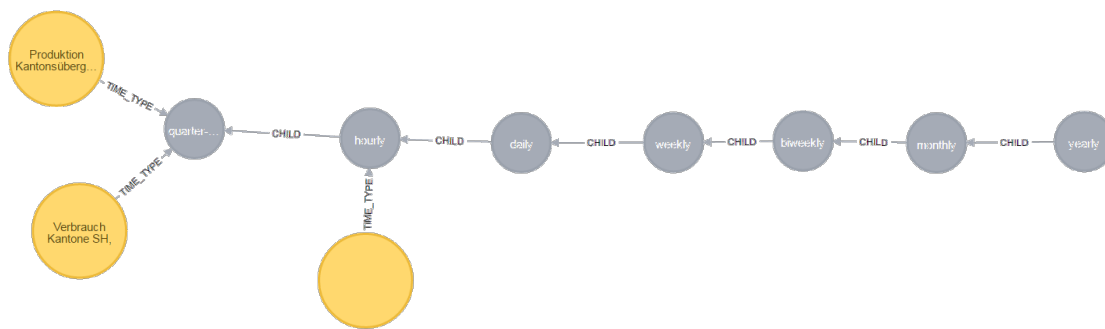 Produktion
Kantonsüberg...
TIME_TYPE
quarter-...
CHILD
hourly
CHILD
daily
CHILD
weekly
CHILD
biweekly
CHILD
monthly
CHILD
yearly
TIME_TYPE
Verbrauch
Kantone SH,
TIME_TYPE